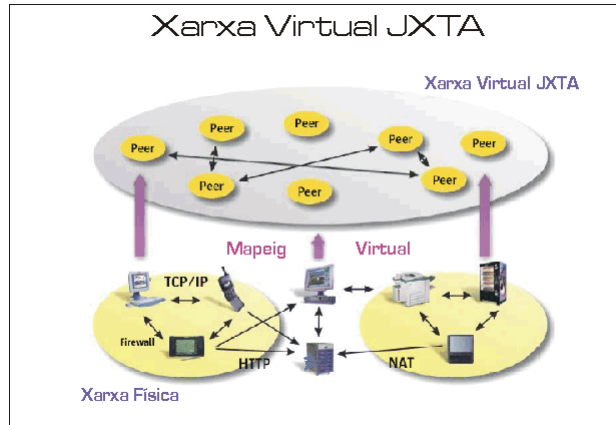 Xarxa Virtual JXTA
Xarxa Virtual JXTA
Peer
Peer
Peer
Peer
Peer
Peer
Peer
Peer
Mapeig Virtual
TCP/IP
Firewall
HTTP
NAT
Xarxa Física